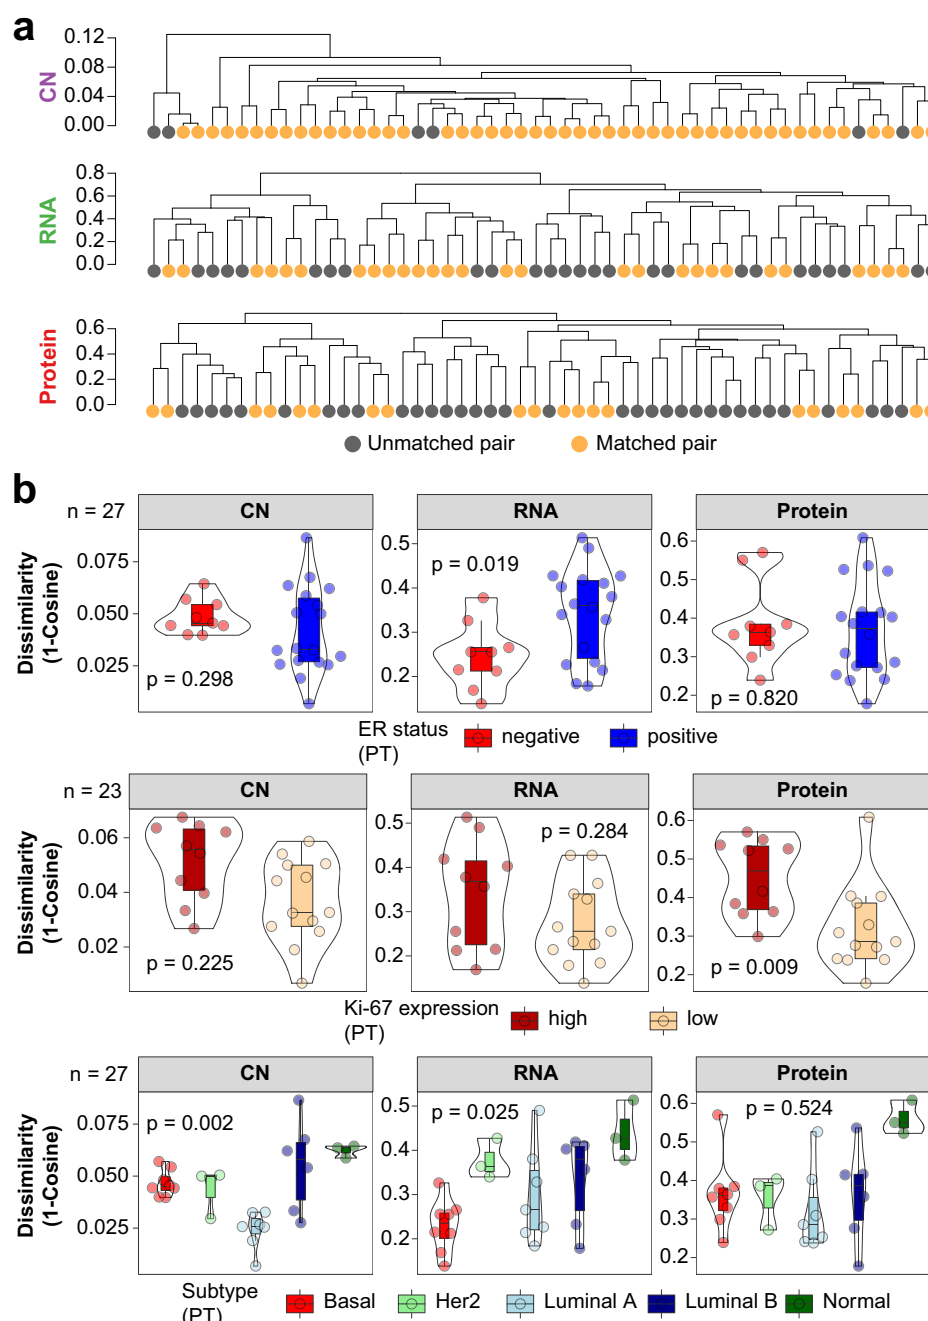 a
CN
0.12
0.08
0.04
0.00
RNA
0.8
0.6
0.4
0.2
0.0
Protein
0.6
0.4
0.2
0.0
Unmatched pair
Matched pair
b
n = 27
CN
RNA
Protein
Dissimilarity
(1-Cosine)
0.075
0.050
0.025
p = 0.298
0.5
0.4
0.3
0.2
p = 0.019
0.6
0.5
0.4
0.3
0.2
p = 0.820
ER status
(PT)
negative
positive
n = 23
CN
RNA
Protein
Dissimilarity
(1-Cosine)
0.06
0.04
0.02
p = 0.225
0.5
0.4
0.3
0.2
p = 0.284
0.6
0.5
0.4
0.3
0.2
p = 0.009
Ki-67 expression
(PT)
high
low
n = 27
CN
RNA
Protein
Dissimilarity
(1-Cosine)
0.075
0.050
0.025
p = 0.002
0.5
0.4
0.3
0.2
p = 0.025
0.6
0.5
0.4
0.3
0.2
p = 0.524
Subtype
(PT)
Basal
Her2
Luminal A
Luminal B
Normal